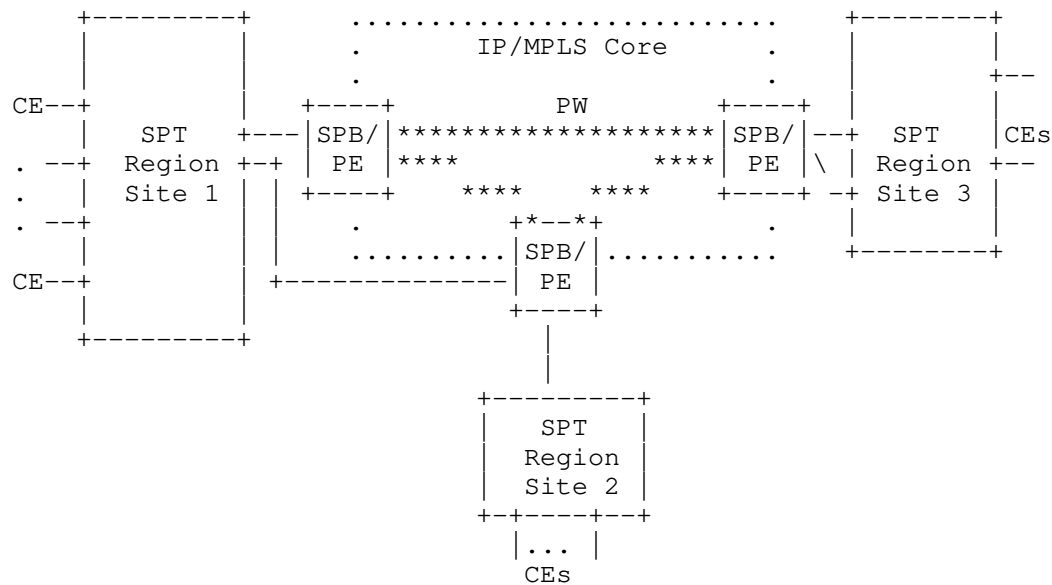 IP/MPLS Core
CE
PW
SPT SPB/ SPB/ SPT CEs
Region PE PE Region
Site 1 Site 3
SPB/
CE PE
SPT
Region
Site 2
...
CEs